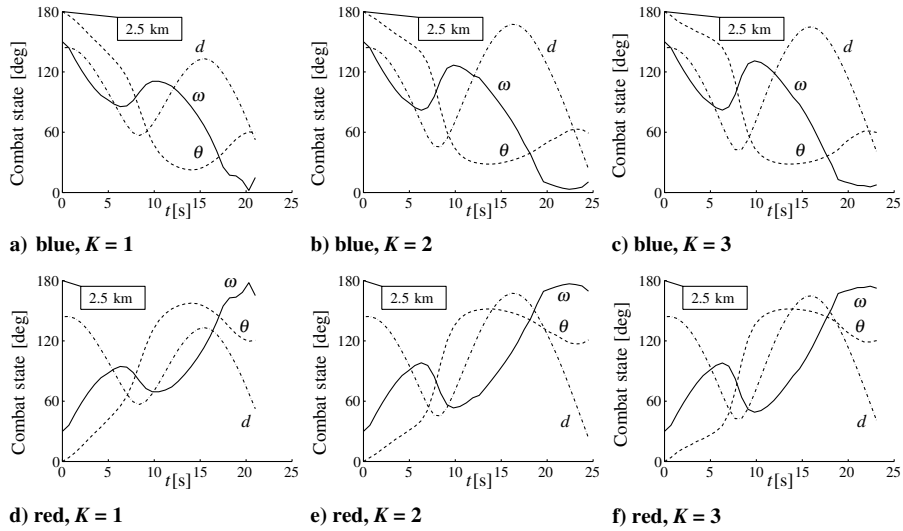 Combat state [deg]
180
120
60
0
2.5 km
d
ω
θ
0 5 10 15 20 25
t[s]
a) blue, K = 1
Combat state [deg]
180
120
60
0
2.5 km
d
ω
θ
0 5 10 15 20 25
t[s]
b) blue, K = 2
Combat state [deg]
180
120
60
0
2.5 km
d
ω
θ
0 5 10 15 20 25
t[s]
c) blue, K = 3
Combat state [deg]
180
120
60
0
2.5 km
ω
θ
d
0 5 10 15 20 25
t[s]
d) red, K = 1
Combat state [deg]
180
120
60
0
2.5 km
ω
θ
d
0 5 10 15 20 25
t[s]
e) red, K = 2
Combat state [deg]
180
120
60
0
2.5 km
ω
θ
d
0 5 10 15 20 25
t[s]
f) red, K = 3